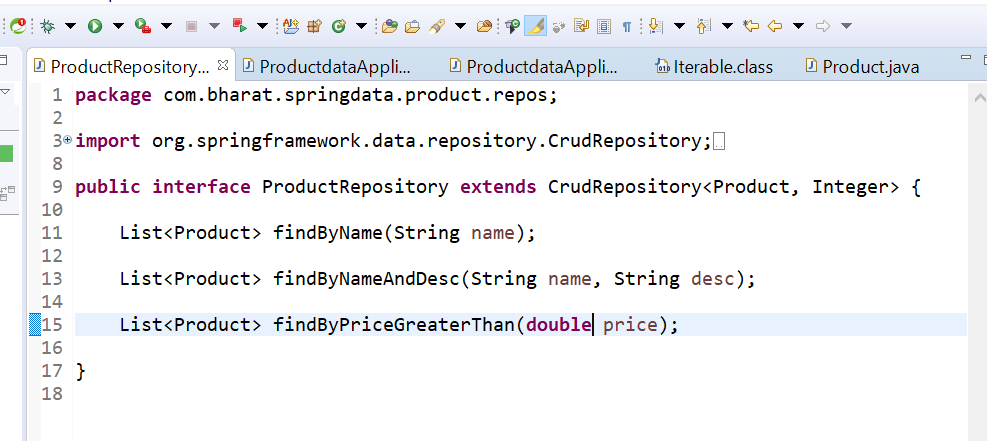 ProductRepository... ProductdataAppli... ProductdataAppli... Iterable.class Product.java
1 package com.bharat.springdata.product.repos;
2
3 import org.springframework.data.repository.CrudRepository;
8
9 public interface ProductRepository extends CrudRepository<Product, Integer> {
10
11 List<Product> findByName(String name);
12
13 List<Product> findByNameAndDesc(String name, String desc);
14
15 List<Product> findByPriceGreaterThan(double price);
16
17 }
18